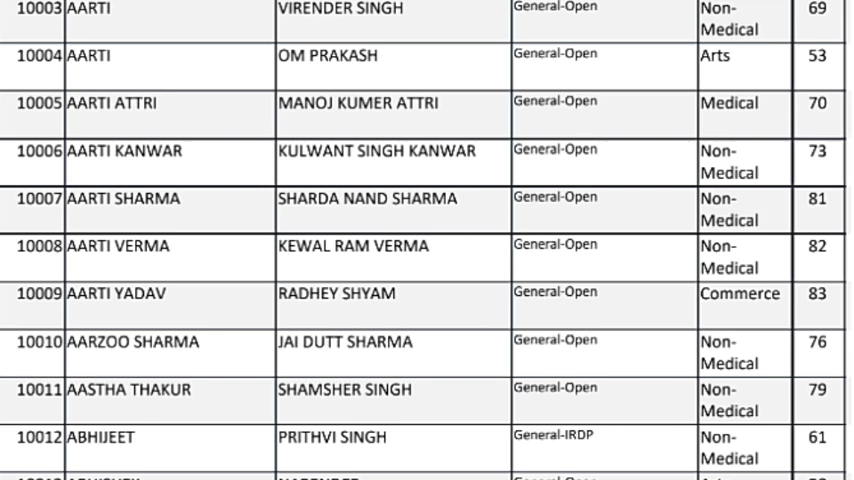 10003 AARTI VIRENDER SINGH General-Open Non- 69
Medical
10004 AARTI OM PRAKASH General-Open Arts 53
10005 AARTI ATTRI MANOJ KUMER ATTRI General-Open Medical 70
10006 AARTI KANWAR KULWANT SINGH KANWAR General-Open Non- 73
Medical
10007 AARTI SHARMA SHARDA NAND SHARMA General-Open Non- 81
Medical
10008 AARTI VERMA KEWAL RAM VERMA General-Open Non- 82
Medical
10009 AARTI YADAV RADHEY SHYAM General-Open Commerce 83
10010 AARZOO SHARMA JAI DUTT SHARMA General-Open Non- 76
Medical
10011 AASTHA THAKUR SHAMSHER SINGH General-Open Non- 79
Medical
10012 ABHIJEET PRITHVI SINGH General-IRDP Non- 61
Medical